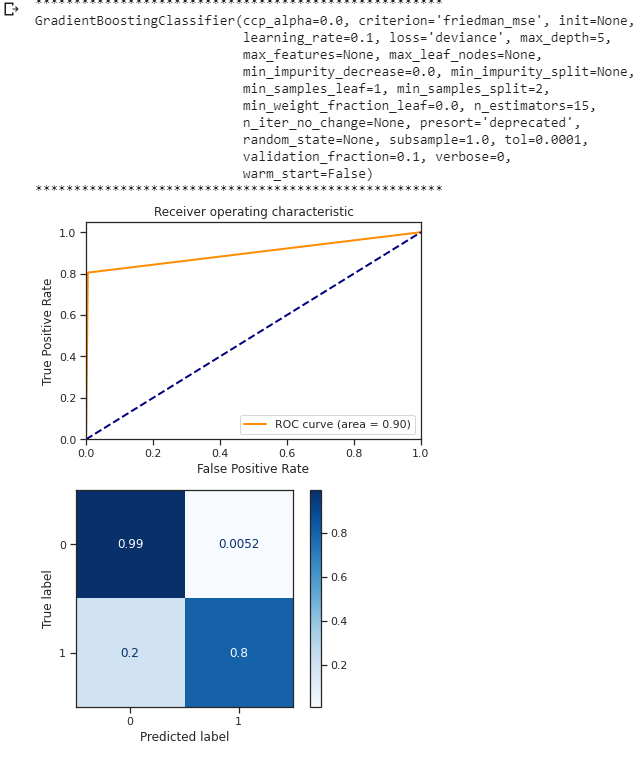 *****************************************************
GradientBoostingClassifier(ccp_alpha=0.0, criterion='friedman_mse', init=None,
learning_rate=0.1, loss='deviance', max_depth=5,
max_features=None, max_leaf_nodes=None,
min_impurity_decrease=0.0, min_impurity_split=None,
min_samples_leaf=1, min_samples_split=2,
min_weight_fraction_leaf=0.0, n_estimators=15,
n_iter_no_change=None, presort='deprecated',
random_state=None, subsample=1.0, tol=0.0001,
validation_fraction=0.1, verbose=0,
warm_start=False)
*****************************************************
Receiver operating characteristic
1.0
0.8
0.6
0.4
0.2
0.0
True Positive Rate
ROC curve (area = 0.90)
0.0 0.2 0.4 0.6 0.8 1.0
False Positive Rate
0.99 0.0052
0.2 0.8
0
1
True label
0 1
Predicted label
0.8
0.6
0.4
0.2